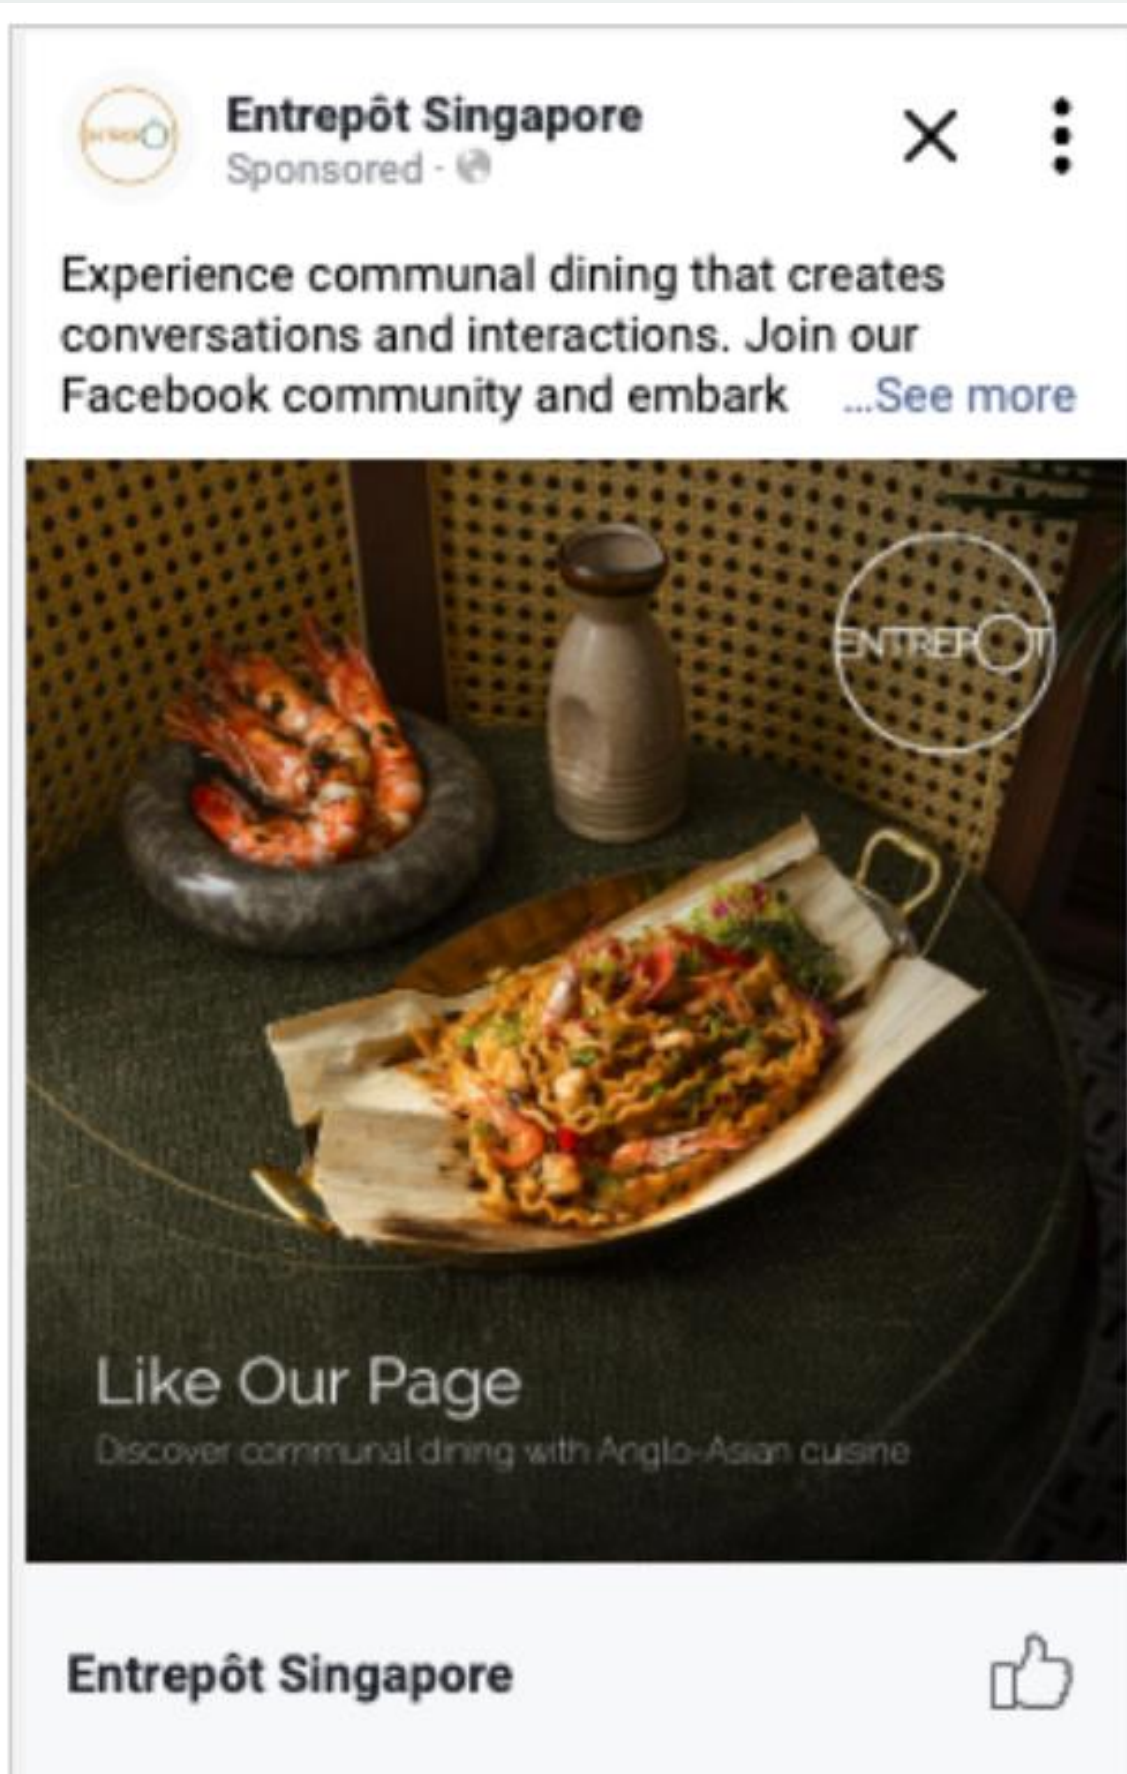 Entrepôt Singapore
Sponsored ·
Experience communal dining that creates
conversations and interactions. Join our
Facebook community and embark ...See more
ENTREPOT
Like Our Page
Discover communal dining with Anglo-Asian cuisine
Entrepôt Singapore